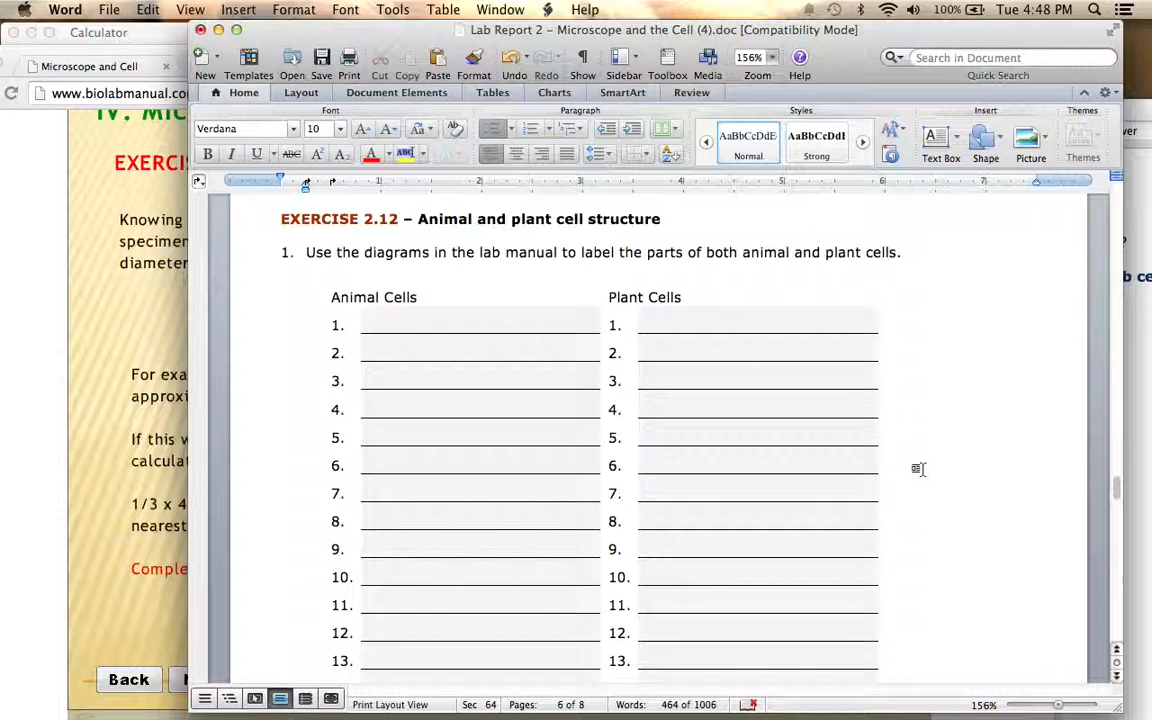 Word File Edit View Insert Format Font Tools Table Window Help 100% Tue 4:48 PM
Calculator
Lab Report 2 – Microscope and the Cell (4).doc [Compatibility Mode]
Microscope and Cell
New Templates Open Save Print Cut Copy Paste Format Undo Redo Show Sidebar Toolbox Media Zoom Help
156%
Search in Document
Quick Search
www.biolabmanual.co
Home Layout Document Elements Tables Charts SmartArt Review
Font Paragraph Styles Insert Themes
Verdana 10
AaBbCcDdE AaBbCcDdE
Normal Strong Text Box Shape Picture Themes
1 2 3 4 5 6 7
EXERCISE 2.12 – Animal and plant cell structure
1. Use the diagrams in the lab manual to label the parts of both animal and plant cells.
Animal Cells Plant Cells
1. 1.
2. 2.
3. 3.
4. 4.
5. 5.
6. 6.
7. 7.
8. 8.
9. 9.
10. 10.
11. 11.
12. 12.
13. 13.
Knowing
specimen
diameter
For exa
approxi
If this w
calculat
1/3 x 4
nearest
Comple
Back
Print Layout View Sec 64 Pages: 6 of 8 Words: 464 of 1006 156%